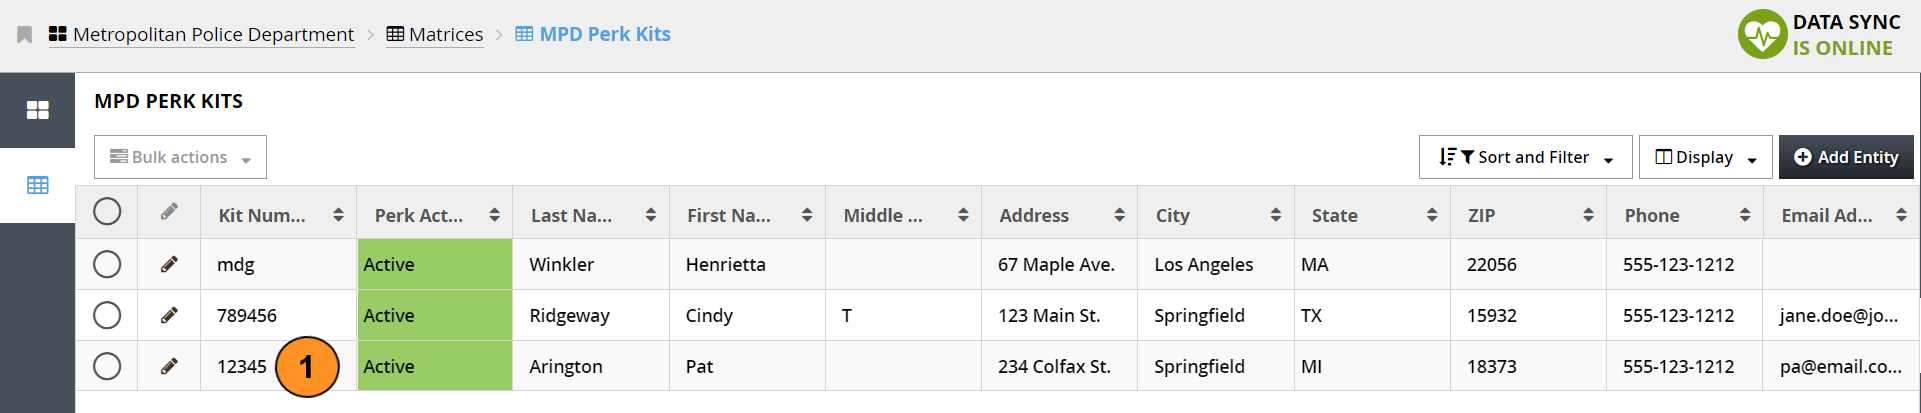 Metropolitan Police Department > Matrices > MPD Perk Kits
DATA SYNC
IS ONLINE
MPD PERK KITS
Bulk actions
Sort and Filter
Display
Add Entity
Kit Num... Perk Act... Last Na... First Na... Middle ... Address City State ZIP Phone Email Ad...
mdg Active Winkler Henrietta 67 Maple Ave. Los Angeles MA 22056 555-123-1212
789456 Active Ridgeway Cindy T 123 Main St. Springfield TX 15932 555-123-1212 jane.doe@jo...
12345 1 Active Arington Pat 234 Colfax St. Springfield MI 18373 555-123-1212 pa@email.co...